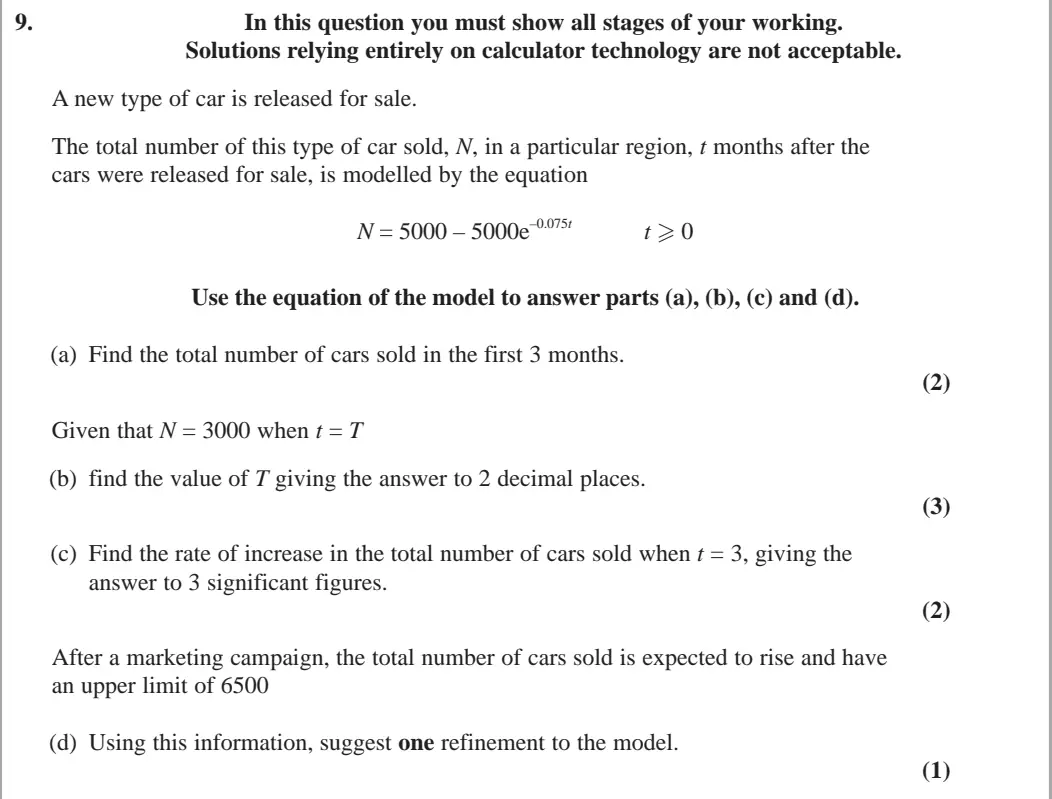 9. In this question you must show all stages of your working.
Solutions relying entirely on calculator technology are not acceptable.
A new type of car is released for sale.
The total number of this type of car sold, N, in a particular region, t months after the
cars were released for sale, is modelled by the equation
N = 5000 – 5000e^{–0.075t} t ⩾ 0
Use the equation of the model to answer parts (a), (b), (c) and (d).
(a) Find the total number of cars sold in the first 3 months.
(2)
Given that N = 3000 when t = T
(b) find the value of T giving the answer to 2 decimal places.
(3)
(c) Find the rate of increase in the total number of cars sold when t = 3, giving the
answer to 3 significant figures.
(2)
After a marketing campaign, the total number of cars sold is expected to rise and have
an upper limit of 6500
(d) Using this information, suggest one refinement to the model.
(1)